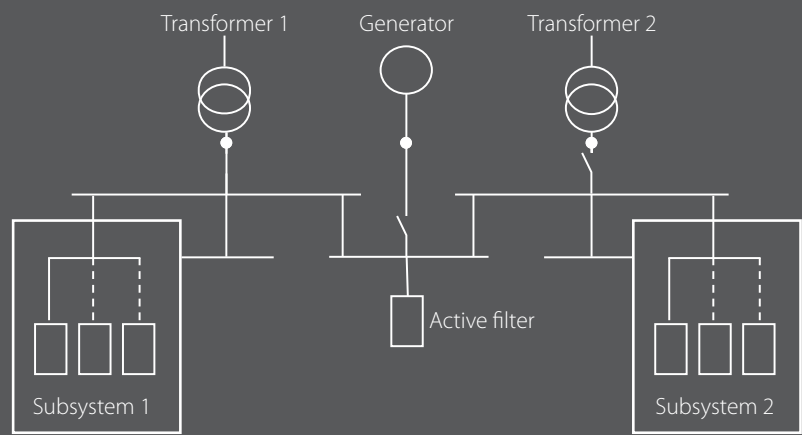 Transformer 1
Generator
Transformer 2
Active filter
Subsystem 1
Subsystem 2